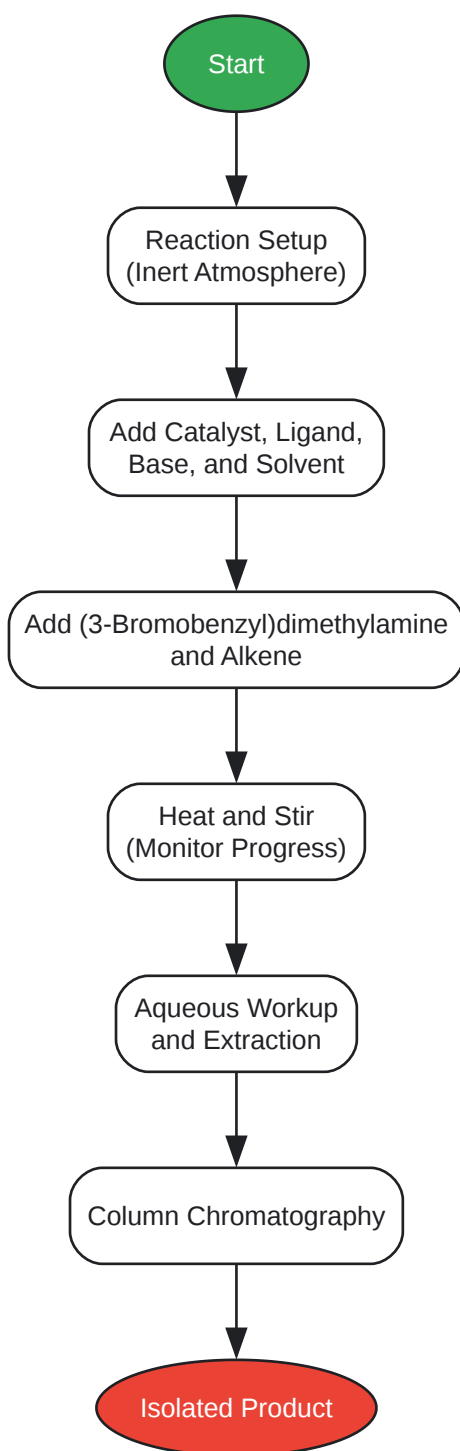 Start
Reaction Setup
(Inert Atmosphere)
Add Catalyst, Ligand,
Base, and Solvent
Add (3-Bromobenzyl)dimethylamine
and Alkene
Heat and Stir
(Monitor Progress)
Aqueous Workup
and Extraction
Column Chromatography
Isolated Product